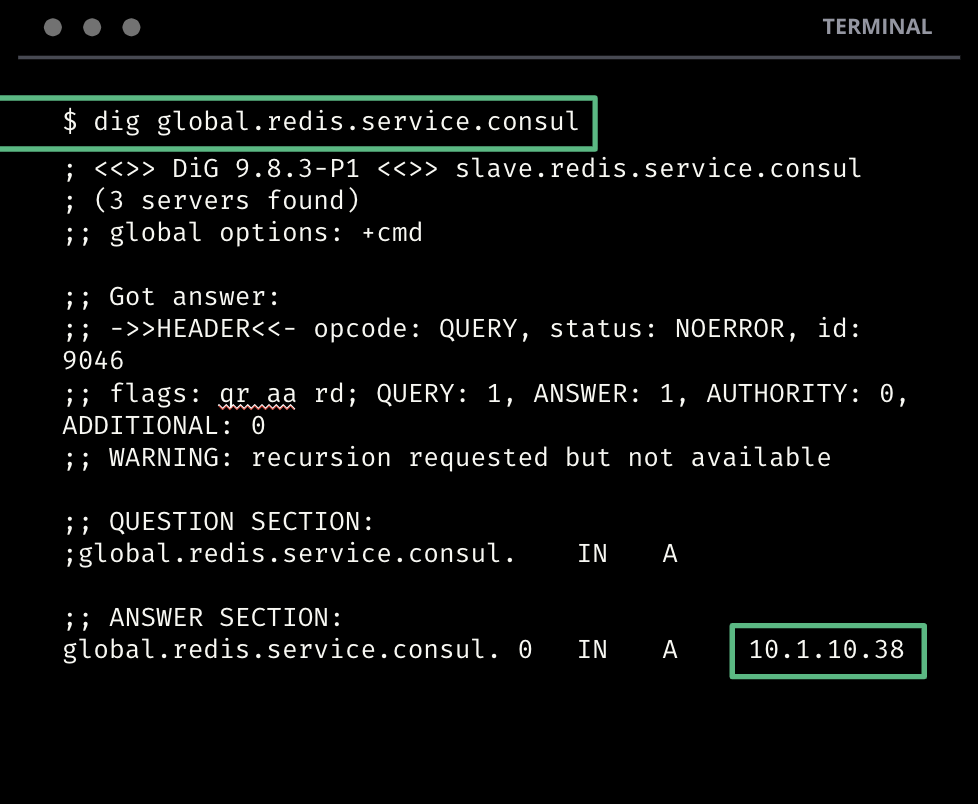 TERMINAL
$ dig global.redis.service.consul
; <<>> DiG 9.8.3-P1 <<>> slave.redis.service.consul
; (3 servers found)
;; global options: +cmd
;; Got answer:
;; ->>HEADER<<- opcode: QUERY, status: NOERROR, id:
9046
;; flags: qr aa rd; QUERY: 1, ANSWER: 1, AUTHORITY: 0,
ADDITIONAL: 0
;; WARNING: recursion requested but not available
;; QUESTION SECTION:
;global.redis.service.consul. IN A
;; ANSWER SECTION:
global.redis.service.consul. 0 IN A 10.1.10.38